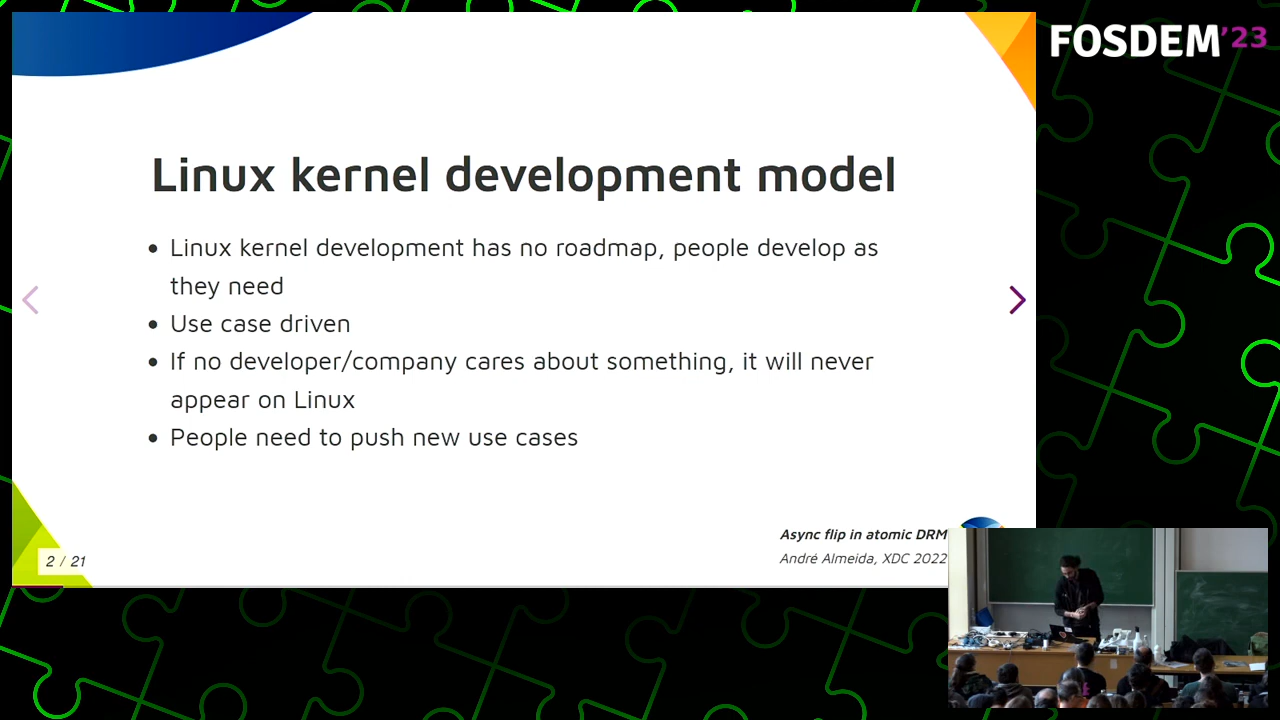 FOSDEM'23
Linux kernel development model
• Linux kernel development has no roadmap, people develop as
they need
• Use case driven
• If no developer/company cares about something, it will never
appear on Linux
• People need to push new use cases
Async flip in atomic DRM
André Almeida, XDC 2022
2 / 21